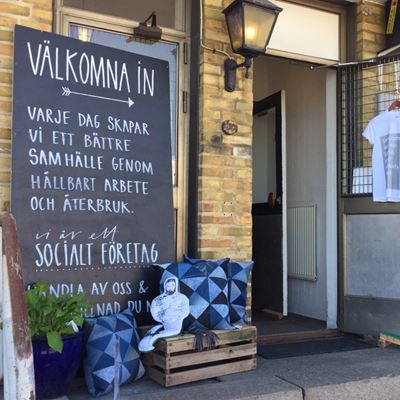 VÄLKOMNA IN
VARJE DAG SKAPAR
VI ETT BÄTTRE
SAMHÄLLE GENOM
HÅLLBART ARBETE
OCH ÅTERBRUK.
vi är ett
SOCIALT FÖRETAG
HANDLA AV OSS &